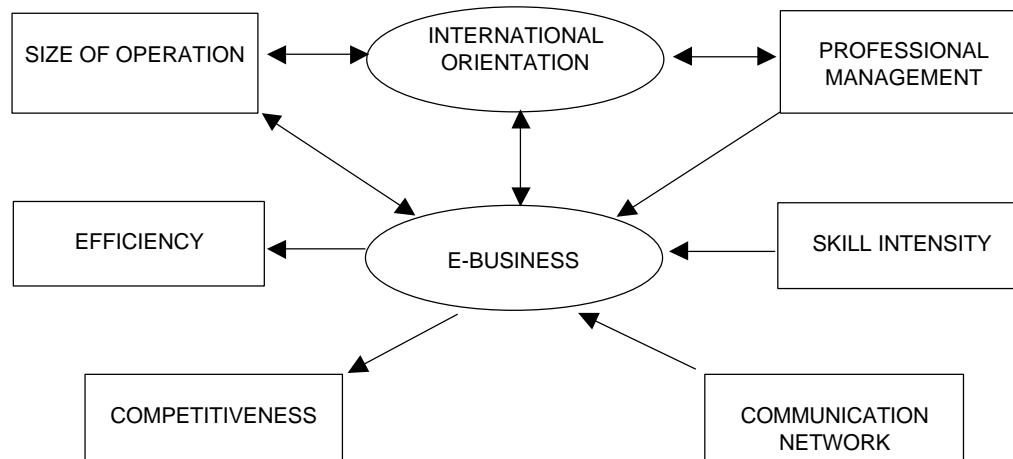 SIZE OF OPERATION
INTERNATIONAL
ORIENTATION
PROFESSIONAL
MANAGEMENT
EFFICIENCY
E-BUSINESS
SKILL INTENSITY
COMPETITIVENESS
COMMUNICATION
NETWORK